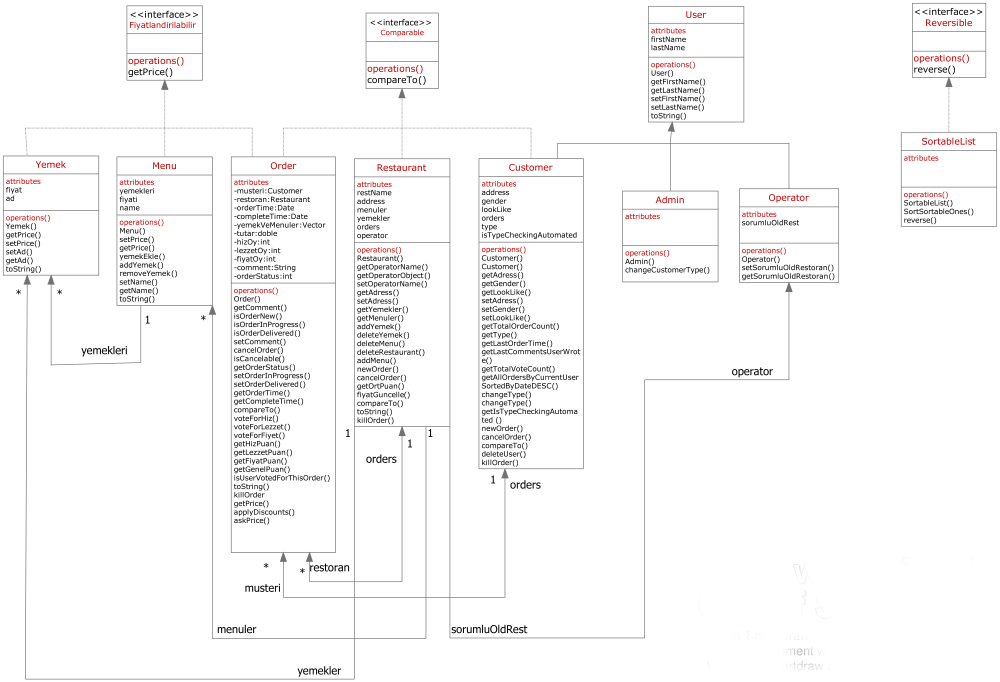 <<interface>>
Fiyatlandirilabilir
operations()
getPrice()
<<interface>>
Comparable
operations()
compareTo()
User
attributes
firstName
lastName
operations()
User()
getFirstName()
getLastName()
setFirstName()
setLastName()
toString()
<<interface>>
Reversible
operations()
reverse()
Yemek
attributes
fiyat
ad
operations()
Yemek()
getPrice()
setPrice()
setAd()
getAd()
toString()
Menu
attributes
yemekleri
fiyati
name
operations()
Menu()
setPrice()
getPrice()
yemekEkle()
addYemek()
removeYemek()
setName()
getName()
toString()
Order
attributes
-musteri:Customer
-restoran:Restaurant
-orderTime:Date
-completeTime:Date
-yemekVeMenuler:Vector
-tutar:doble
-hizOy:int
-lezzetOy:int
-fiyatOy:int
-comment:String
-orderStatus:int
operations()
Order()
getComment()
isOrderNew()
isOrderInProgress()
isOrderDelivered()
setComment()
cancelOrder()
isCancelable()
getOrderStatus()
setOrderInProgress()
setOrderDelivered()
getOrderTime()
getCompleteTime()
compareTo()
voteForHiz()
voteForLezzet()
voteForFiyet()
getHizPuan()
getLezzetPuan()
getFiyatPuan()
getGenelPuan()
isUserVotedForThisOrder()
toString()
killOrder
getPrice()
applyDiscounts()
askPrice()
Restaurant
attributes
restName
address
menuler
yemekler
orders
operator
operations()
Restaurant()
getOperatorName()
getOperatorObject()
setOperatorName()
getAdress()
setAdress()
getYemekler()
getMenuler()
addYemek()
deleteYemek()
deleteMenu()
deleteRestaurant()
addMenu()
newOrder()
cancelOrder()
getOrtPuan()
fiyatGuncelle()
compareTo()
toString()
killOrder()
Customer
attributes
address
gender
lookLike
orders
type
isTypeCheckingAutomated
operations()
Customer()
Customer()
getAdress()
getGender()
getLookLike()
setAdress()
setGender()
setLookLike()
getTotalOrderCount()
getType()
getLastOrderTime()
getLastCommentsUserWrot
e()
getTotalVoteCount()
getAllOrdersByCurrentUser
SortedByDateDESC()
changeType()
changeType()
getIsTypeCheckingAutoma
ted ()
newOrder()
cancelOrder()
compareTo()
deleteUser()
killOrder()
Admin
attributes
operations()
Admin()
changeCustomerType()
Operator
attributes
sorumluOldRest
operations()
Operator()
setSorumluOldRestoran()
getSorumluOldRestoran()
SortableList
attributes
operations()
SortableList()
SortSortableOnes()
reverse()
*
*
1
*
yemekleri
operator
1
1
1
orders
1
orders
*
*
restoran
musteri
menuler
sorumluOldRest
yemekler